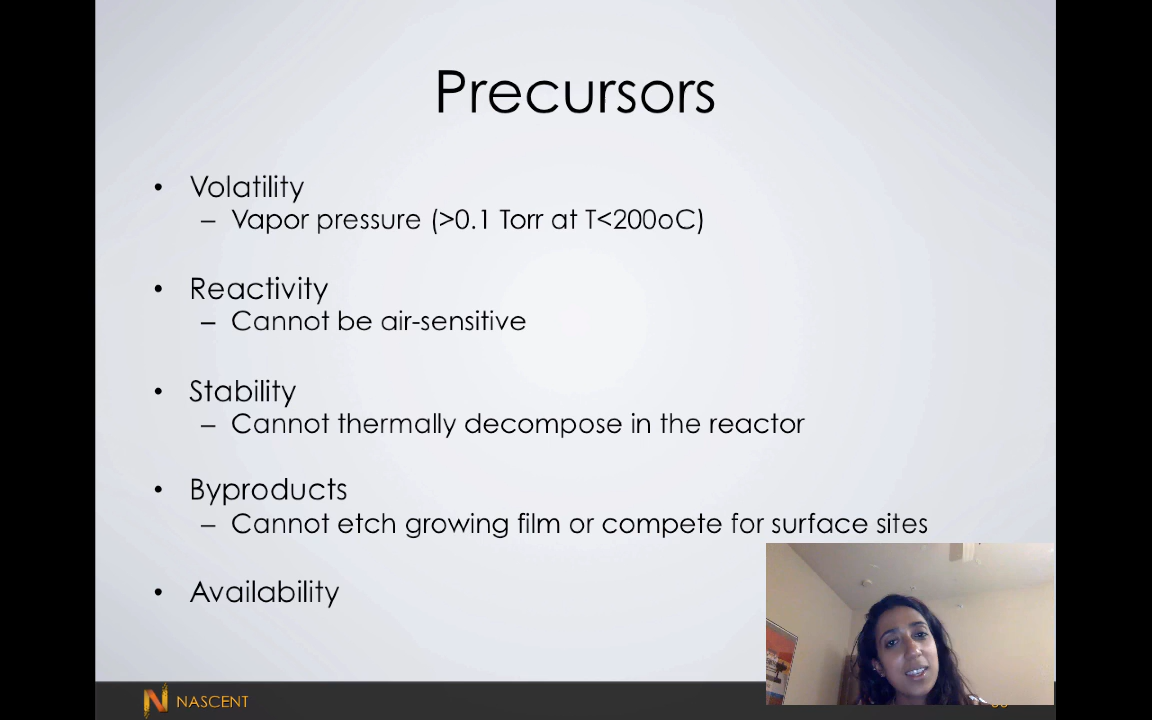 Precursors
• Volatility
– Vapor pressure (>0.1 Torr at T<200oC)
• Reactivity
– Cannot be air-sensitive
• Stability
– Cannot thermally decompose in the reactor
• Byproducts
– Cannot etch growing film or compete for surface sites
• Availability
NASCENT